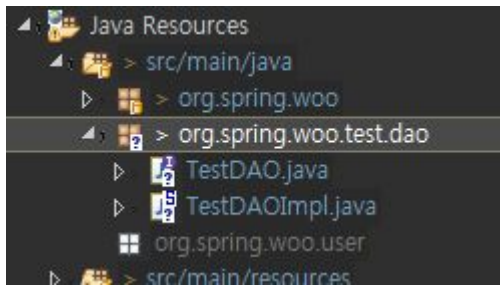 Java Resources
> src/main/java
> org.spring.woo
> org.spring.woo.test.dao
TestDAO.java
TestDAOImpl.java
org.spring.woo.user
> src/main/resources